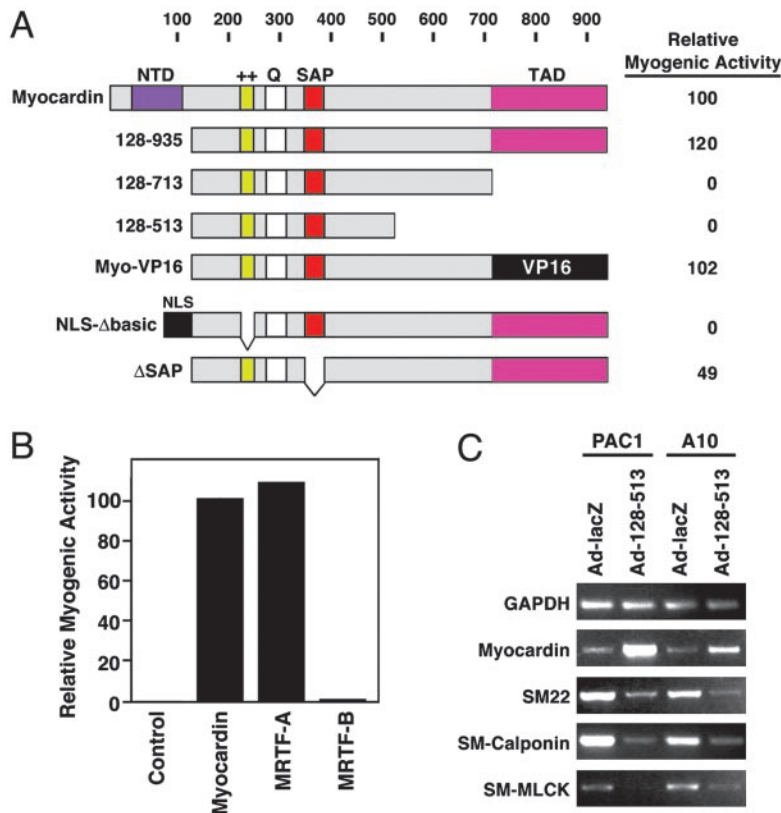 A
100 200 300 400 500 600 700 800 900
Relative
Myogenic Activity
NTD ++ Q SAP TAD
Myocardin 100
128-935 120
128-713 0
128-513 0
Myo-VP16 VP16 102
NLS
NLS-Δbasic 0
ΔSAP 49
B
Relative Myogenic Activity
100
80
60
40
20
0
Control
Myocardin
MRTF-A
MRTF-B
C
PAC1 A10
Ad-lacZ
Ad-128-513
Ad-lacZ
Ad-128-513
GAPDH
Myocardin
SM22
SM-Calponin
SM-MLCK